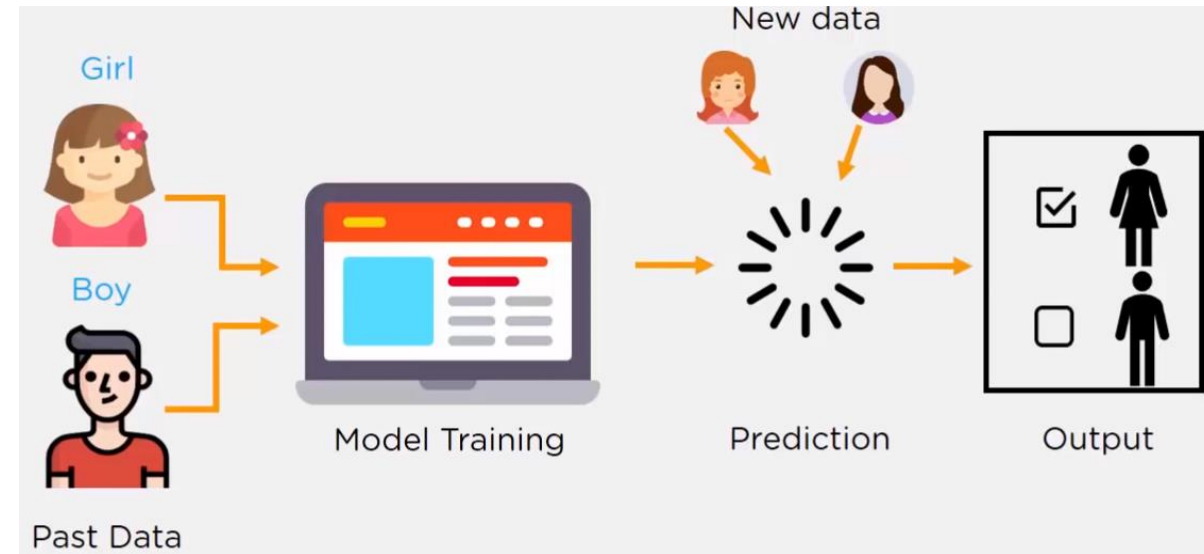 New data
Girl
Boy
Model Training
Prediction
Output
Past Data